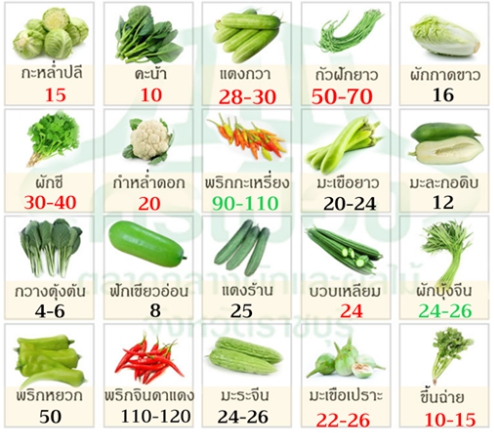 กะหล่ำปลี คะน้า แตงกวา ถั่วฝักยาว ผักกาดขาว
15 10 28-30 50-70 16
ผักชี กำหล่ำดอก พริกกะเหรี่ยง มะเขือยาว มะละกอดิบ
30-40 20 90-110 20-24 12
กวางตุ้งต้น ฟักเขียวอ่อน แตงร้าน บวบเหลี่ยม ผักบุ้งจีน
4-6 8 25 24 24-26
ตลาดกลางผักและผลไม้
จังหวัดราชบุรี
พริกหยวก พริกจินดาแดง มะระจีน มะเขือเปราะ ขึ้นฉ่าย
50 110-120 24-26 22-26 10-15